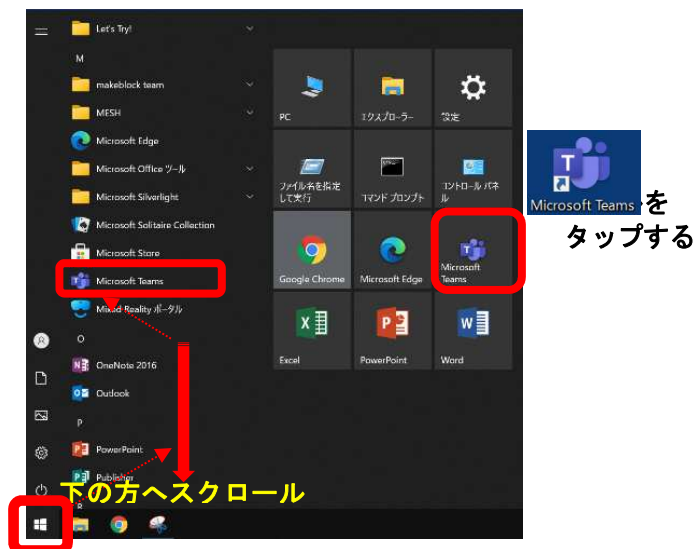 Let's Try!
M
makeblock team
MESH
Microsoft Edge
Microsoft Office ツール
Microsoft Silverlight
Microsoft Solitaire Collection
Microsoft Store
Microsoft Teams
Mixed Reality ポータル
O
OneNote 2016
Outlook
P
PowerPoint
Publisher
R
PC
エクスプローラー
設定
ファイル名を指定
して実行
コマンド プロンプト
コントロール パネ
ル
Google Chrome
Microsoft Edge
Microsoft
Teams
Excel
PowerPoint
Word
Microsoft Teams
を
タップする
下の方へスクロール